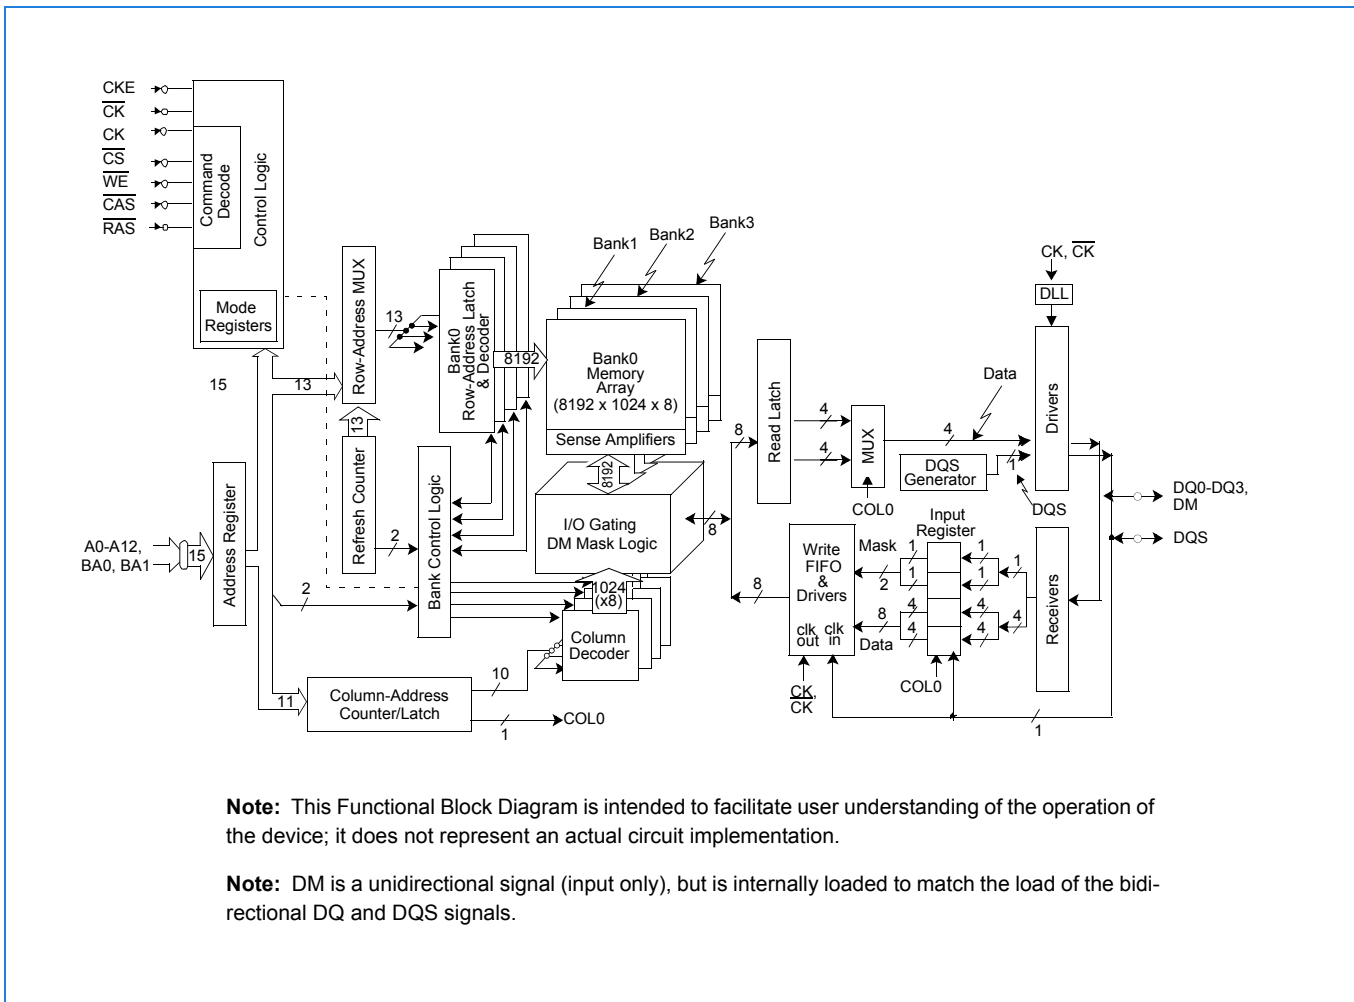 CKE
CK
CK
CS
WE
CAS
RAS
Command
Decode
Control Logic
Mode
Registers
15
13
Row-Address MUX
13
Refresh Counter
13
Bank0
Row-Address Latch
& Decoder
8192
Bank1
Bank2
Bank3
Bank0
Memory
Array
(8192 x 1024 x 8)
Sense Amplifiers
8192
I/O Gating
DM Mask Logic
2
Bank Control Logic
A0-A12,
BA0, BA1
15
Address Register
2
1024
(x8)
Column
Decoder
11
Column-Address
Counter/Latch
10
1
COL0
8
8
8
Read Latch
4
4
MUX
COL0
4
Data
DQS
Generator
1
DQS
CK, CK
DLL
Drivers
DQ0-DQ3,
DM
DQS
Input
Register
Write
FIFO
&
Drivers
clk
out
clk
in
Mask
1
2
1
8
4
Data
4
1
1
1
4
4
4
Receivers
CK,
CK
COL0
1
Note: This Functional Block Diagram is intended to facilitate user understanding of the operation of
the device; it does not represent an actual circuit implementation.
Note: DM is a unidirectional signal (input only), but is internally loaded to match the load of the bidi-
rectional DQ and DQS signals.